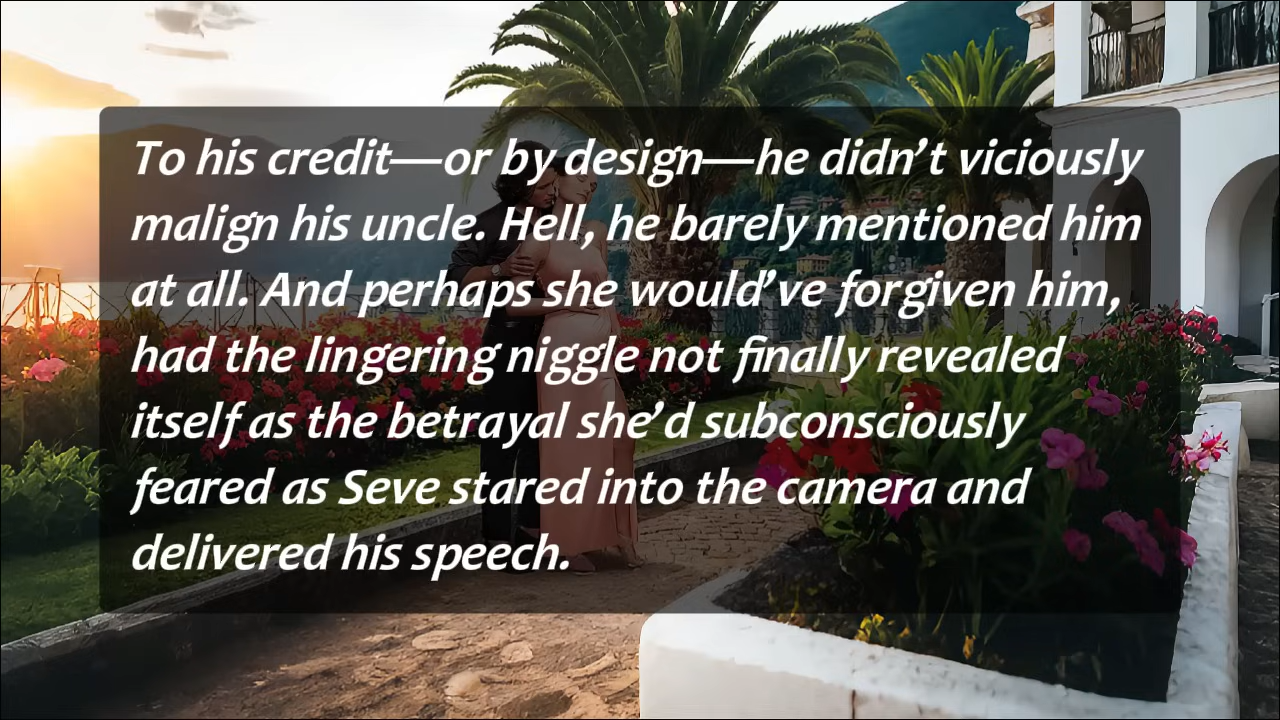 To his credit—or by design—he didn’t viciously
malign his uncle. Hell, he barely mentioned him
at all. And perhaps she would’ve forgiven him,
had the lingering niggle not finally revealed
itself as the betrayal she’d subconsciously
feared as Seve stared into the camera and
delivered his speech.